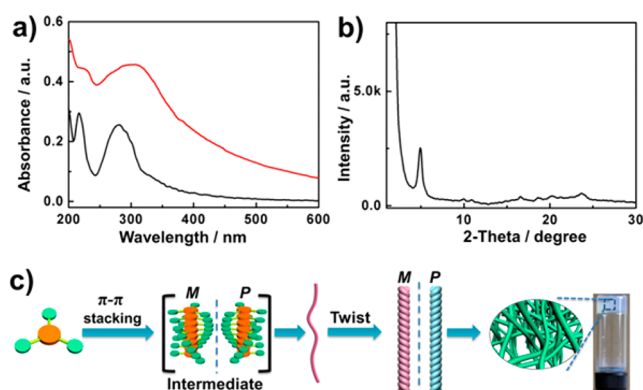 a)
0.6
0.4
0.2
0.0
Absorbance / a.u.
200 300 400 500 600
Wavelength / nm
b)
5.0k
0.0
Intensity / a.u.
10 20 30
2-Theta / degree
c)
π-π
stacking
M P
Intermediate
Twist
M P